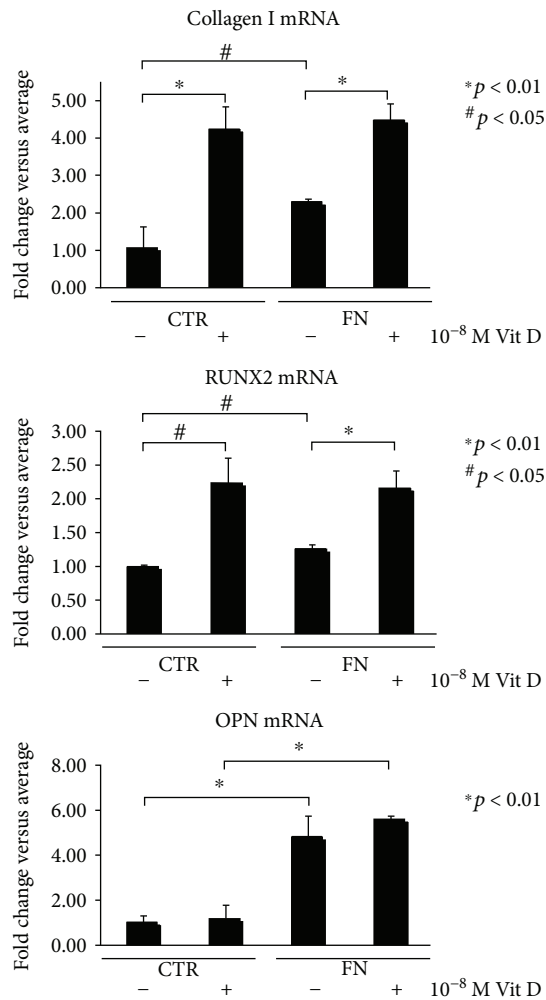 Collagen I mRNA
#
* *
* p < 0.01
# p < 0.05
Fold change versus average
5.00
4.00
3.00
2.00
1.00
0.00
CTR FN
− + − + 10⁻⁸ M Vit D
RUNX2 mRNA
#
# *
* p < 0.01
# p < 0.05
Fold change versus average
3.00
2.50
2.00
1.50
1.00
0.50
0.00
CTR FN
− + − + 10⁻⁸ M Vit D
OPN mRNA
*
*
* p < 0.01
Fold change versus average
8.00
6.00
4.00
2.00
0.00
CTR FN
− + − + 10⁻⁸ M Vit D